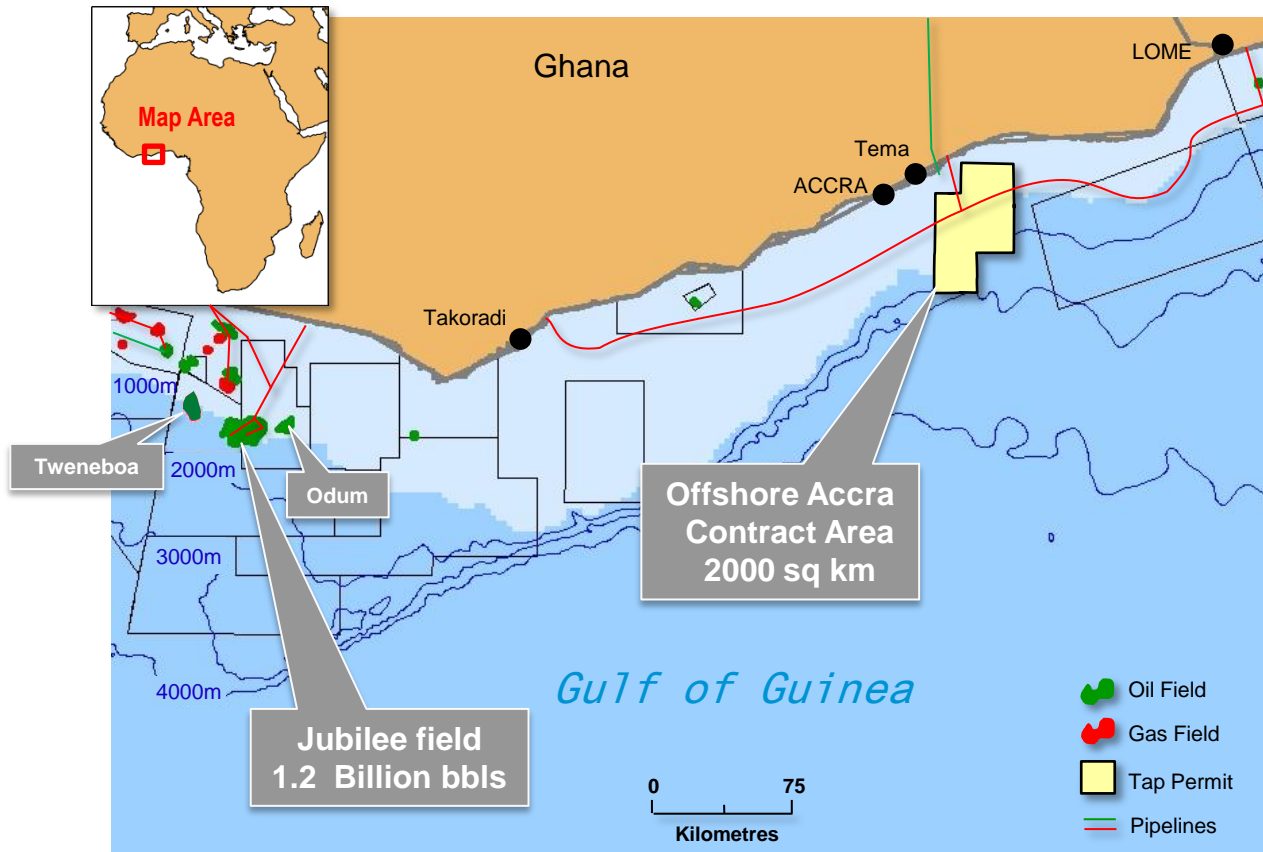 Map Area
Ghana
LOME
Tema
ACCRA
Takoradi
1000m
Tweneboa
2000m
Odum
3000m
4000m
Offshore Accra
Contract Area
2000 sq km
Jubilee field
1.2 Billion bbls
Gulf of Guinea
0 75
Kilometres
Oil Field
Gas Field
Tap Permit
Pipelines